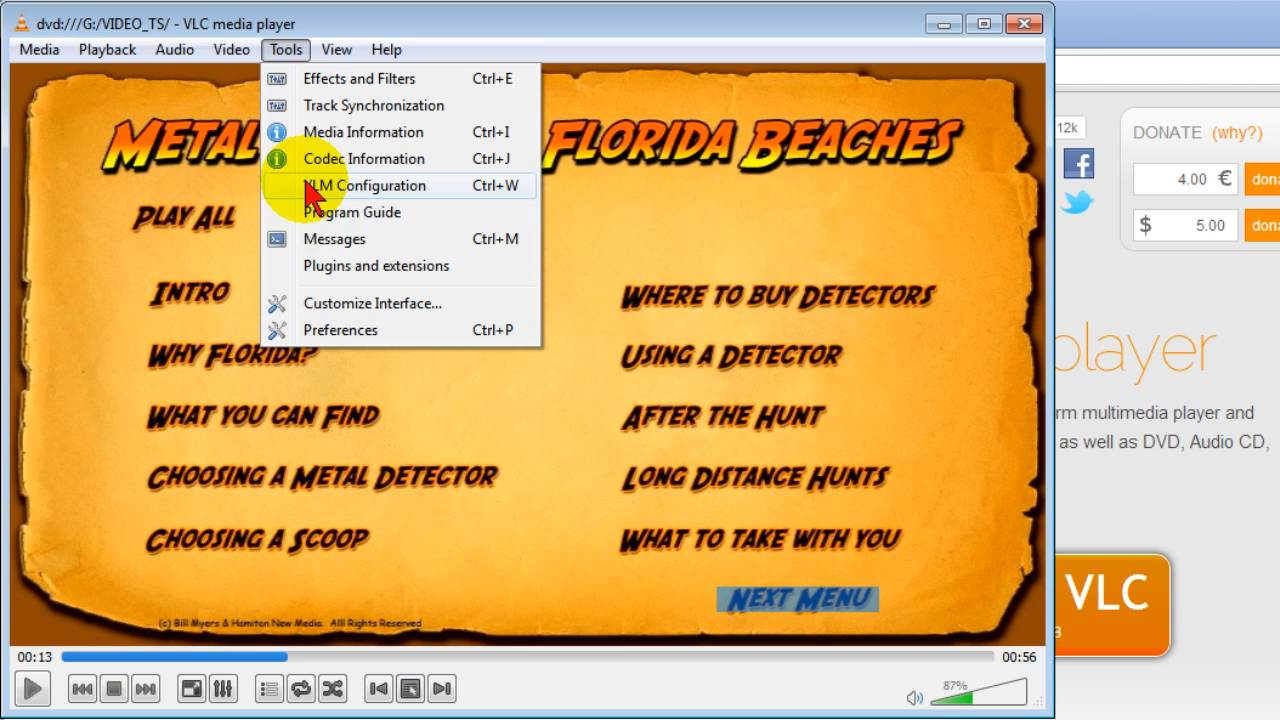 dvd:///G:/VIDEO_TS/ - VLC media player
Media Playback Audio Video Tools View Help
Effects and Filters Ctrl+E
Track Synchronization
Media Information Ctrl+I
Codec Information Ctrl+J
VLM Configuration Ctrl+W
Program Guide
Messages Ctrl+M
Plugins and extensions
Customize Interface...
Preferences Ctrl+P
METAL FLORIDA BEACHES
PLAY ALL
INTRO
WHY FLORIDA?
WHAT YOU CAN FIND
CHOOSING A METAL DETECTOR
CHOOSING A SCOOP
WHERE TO BUY DETECTORS
USING A DETECTOR
AFTER THE HUNT
LONG DISTANCE HUNTS
WHAT TO TAKE WITH YOU
NEXT MENU
(c) Bill Myers & Hamiton New Media. Alll Rights Reserved
00:13 00:56
87%
12k
DONATE (why?)
4.00 € don
$ 5.00 don
player
rm multimedia player and
as well as DVD, Audio CD,
VLC